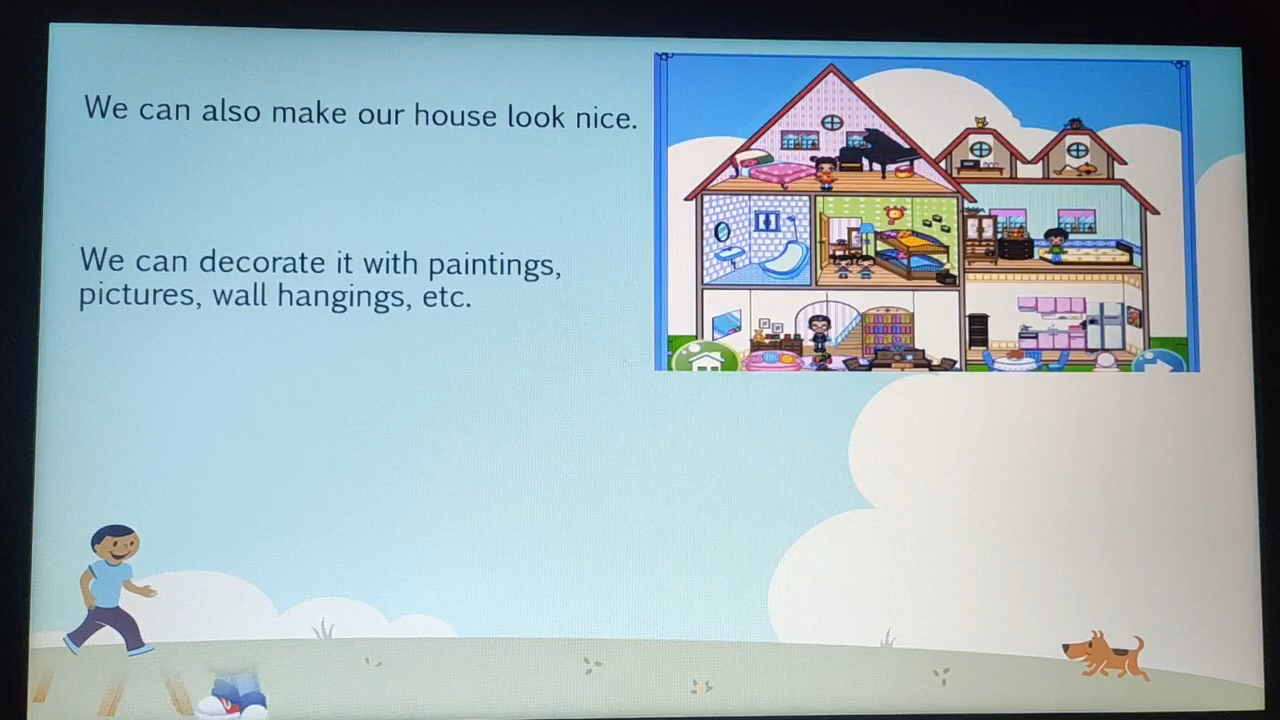 We can also make our house look nice.
We can decorate it with paintings,
pictures, wall hangings, etc.